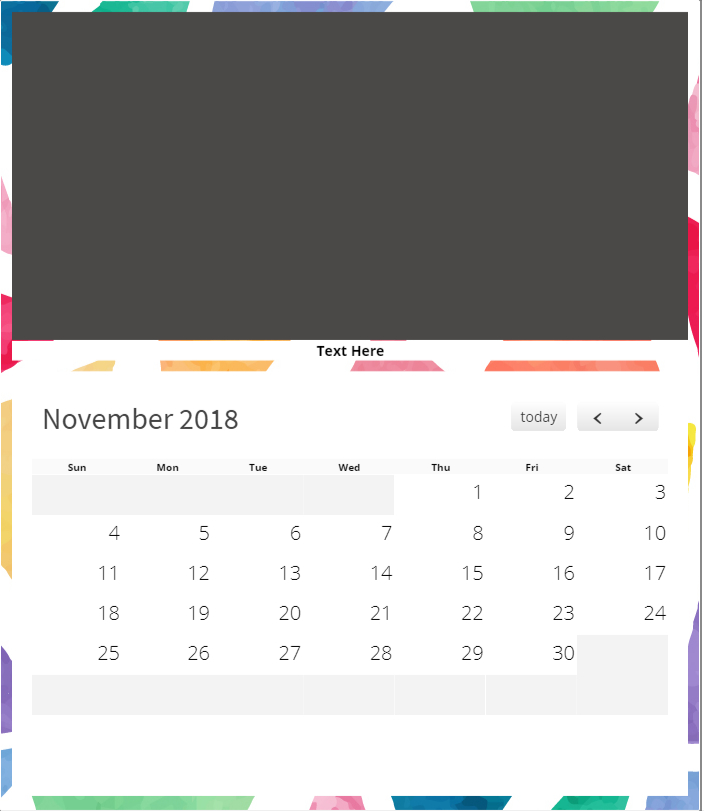 Text Here
November 2018 today
Sun Mon Tue Wed Thu Fri Sat
1 2 3
4 5 6 7 8 9 10
11 12 13 14 15 16 17
18 19 20 21 22 23 24
25 26 27 28 29 30